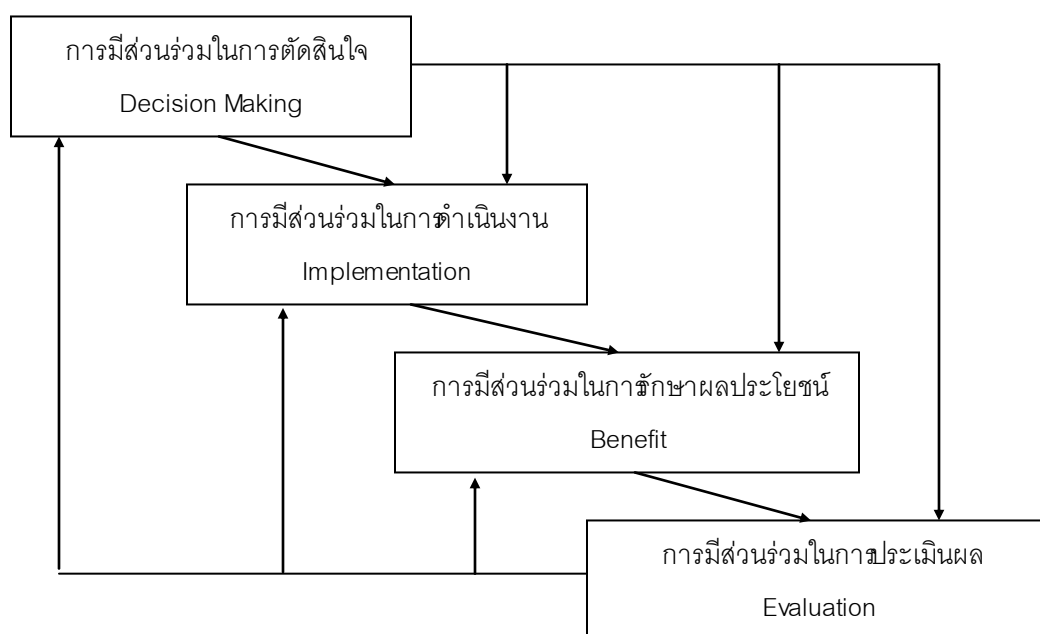 การมีส่วนร่วมในการตัดสินใจ
Decision Making
การมีส่วนร่วมในการดำเนินงาน
Implementation
การมีส่วนร่วมในการรักษาผลประโยชน์
Benefit
การมีส่วนร่วมในการประเมินผล
Evaluation